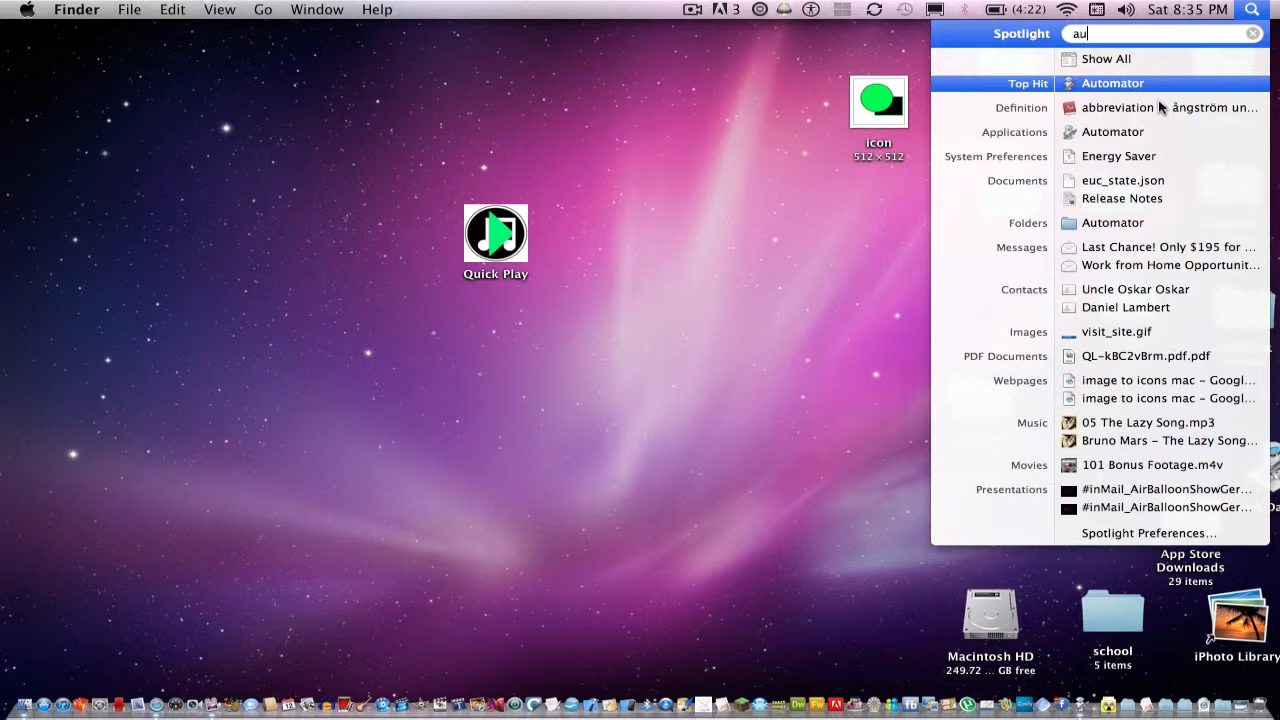 Finder File Edit View Go Window Help 3 (4:22) Sat 8:35 PM
Spotlight au
Show All
Top Hit Automator
Definition abbreviation ångström un...
Applications Automator
System Preferences Energy Saver
Documents euc_state.json
Release Notes
Folders Automator
Messages Last Chance! Only $195 for ...
Work from Home Opportunit...
Contacts Uncle Oskar Oskar
Daniel Lambert
Images visit_site.gif
PDF Documents QL~kBC2vBrm.pdf.pdf
Webpages image to icons mac – Googl...
image to icons mac – Googl...
Music 05 The Lazy Song.mp3
Bruno Mars – The Lazy Song...
Movies 101 Bonus Footage.m4v
Presentations #inMail_AirBalloonShowGer...
#inMail_AirBalloonShowGer...
Spotlight Preferences...
icon
512 × 512
Quick Play
App Store
Downloads
29 items
Macintosh HD
249.72 ... GB free
school
5 items
iPhoto Library
Dw Fw fb